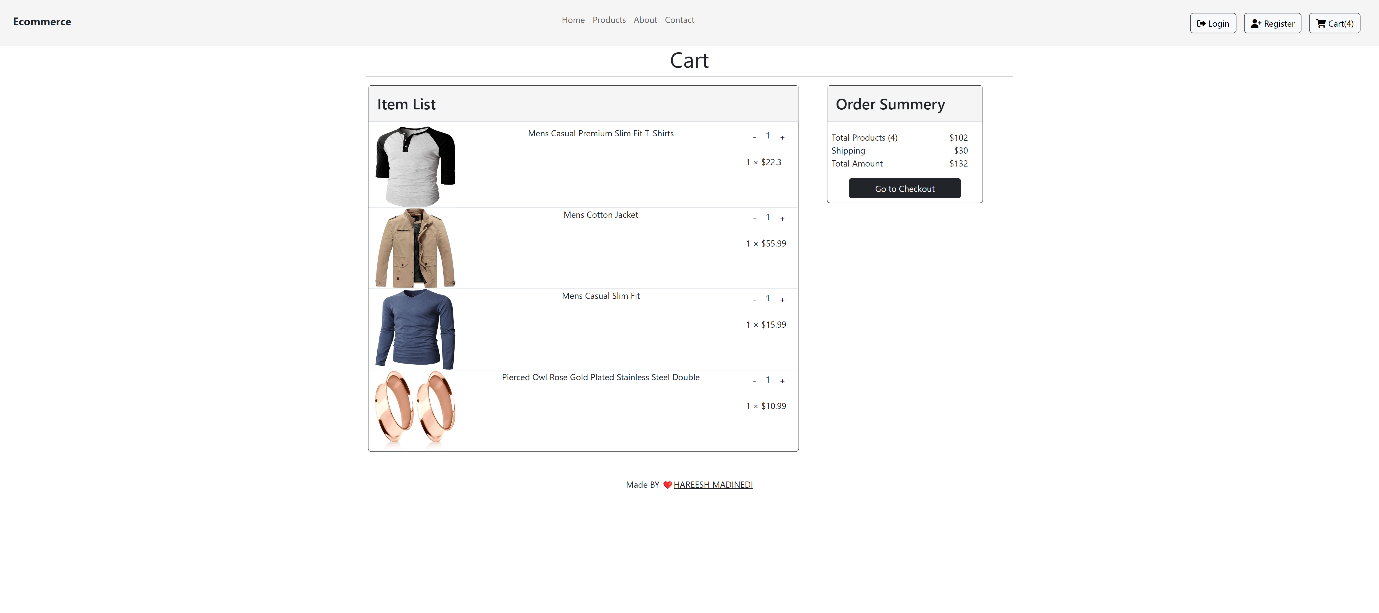 Ecommerce
Home Products About Contact
Login Register Cart(4)
Cart
Item List
Mens Casual Premium Slim Fit T-Shirts
- 1 +
1 × $22.3
Mens Cotton Jacket
- 1 +
1 × $55.99
Mens Casual Slim Fit
- 1 +
1 × $15.99
Pierced Owl Rose Gold Plated Stainless Steel Double
- 1 +
1 × $10.99
Order Summery
Total Products (4) $102
Shipping $30
Total Amount $132
Go to Checkout
Made BY ❤️ HAREESH MADINEDI